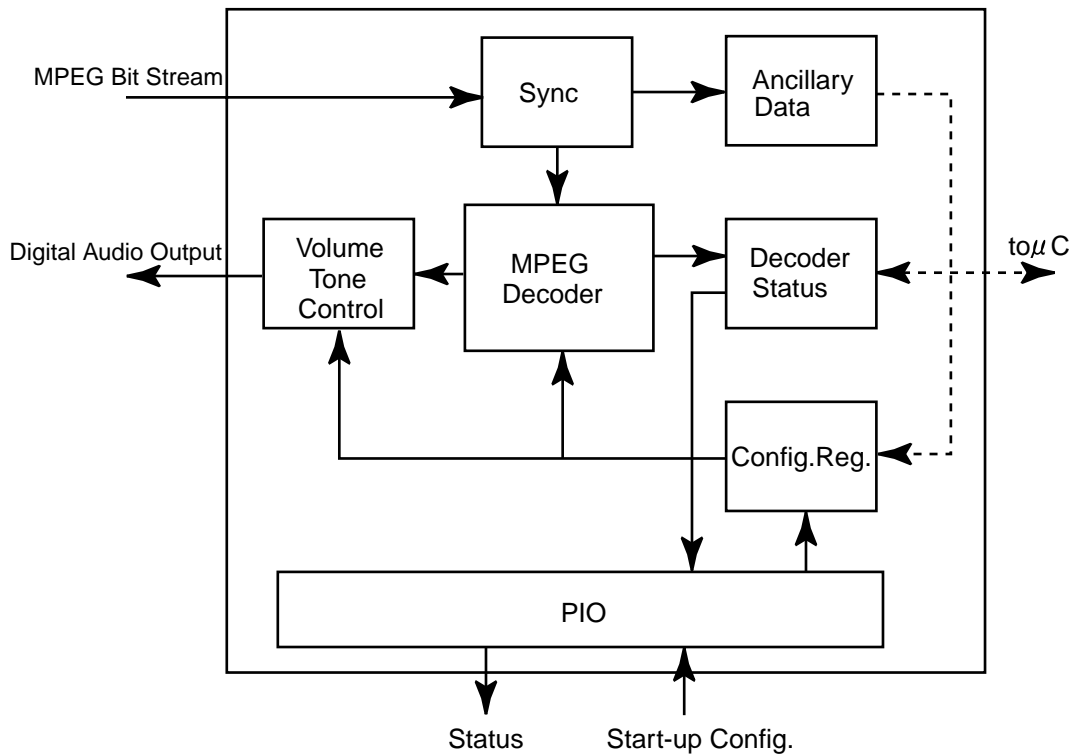 MPEG Bit Stream
Sync
Ancillary
Data
Digital Audio Output
Volume
Tone
Control
MPEG
Decoder
Decoder
Status
toμ C
Config.Reg.
PIO
Status
Start-up Config.